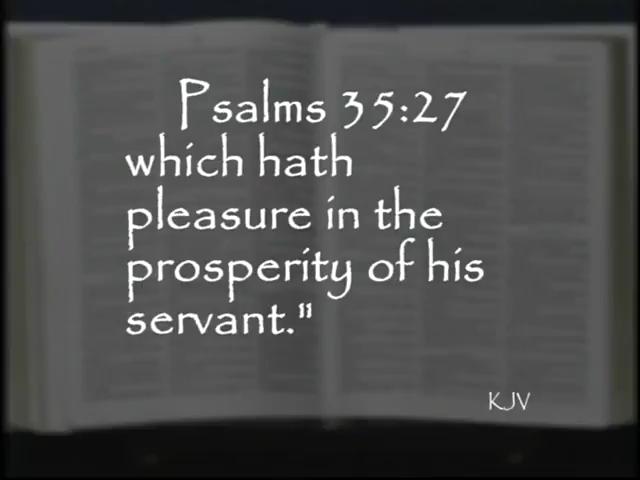 Psalms 35:27
which hath
pleasure in the
prosperity of his
servant."
KJV